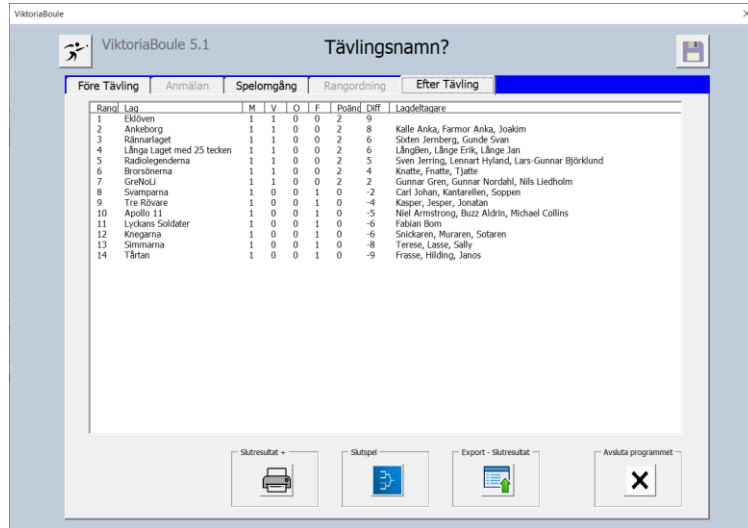 ViktoriaBoule
ViktoriaBoule 5.1 Tävlingsnamn?
Före Tävling Anmälan Spelomgång Rangordning Efter Tävling
Rang Lag M V O F Poäng Diff Lagdeltagare
1 Eklöven 1 1 0 0 2 9
2 Ankeborg 1 1 0 0 2 8 Kalle Anka, Farmor Anka, Joakim
3 Rännarlaget 1 1 0 0 2 6 Sixten Jernberg, Gunde Svan
4 Långa Laget med 25 tecken 1 1 0 0 2 6 LångBen, Långe Erik, Långe Jan
5 Radiolegenderna 1 1 0 0 2 5 Sven Jerring, Lennart Hyland, Lars-Gunnar Björklund
6 Brorsönerna 1 1 0 0 2 4 Knatte, Fnatte, Tjatte
7 GreNoLi 1 1 0 0 2 2 Gunnar Gren, Gunnar Nordahl, Nils Liedholm
8 Svamparna 1 0 0 1 0 -2 Carl Johan, Kantarellen, Soppen
9 Tre Rövare 1 0 0 1 0 -4 Kasper, Jesper, Jonatan
10 Apollo 11 1 0 0 1 0 -5 Niel Armstrong, Buzz Aldrin, Michael Collins
11 Lyckans Soldater 1 0 0 1 0 -6 Fabian Bom
12 Knegarna 1 0 0 1 0 -6 Snickaren, Muraren, Sotaren
13 Simmarna 1 0 0 1 0 -8 Terese, Lasse, Sally
14 Tårtan 1 0 0 1 0 -9 Frasse, Hilding, Janos
Slutresultat + Slutspel Export - Slutresultat Avsluta programmet